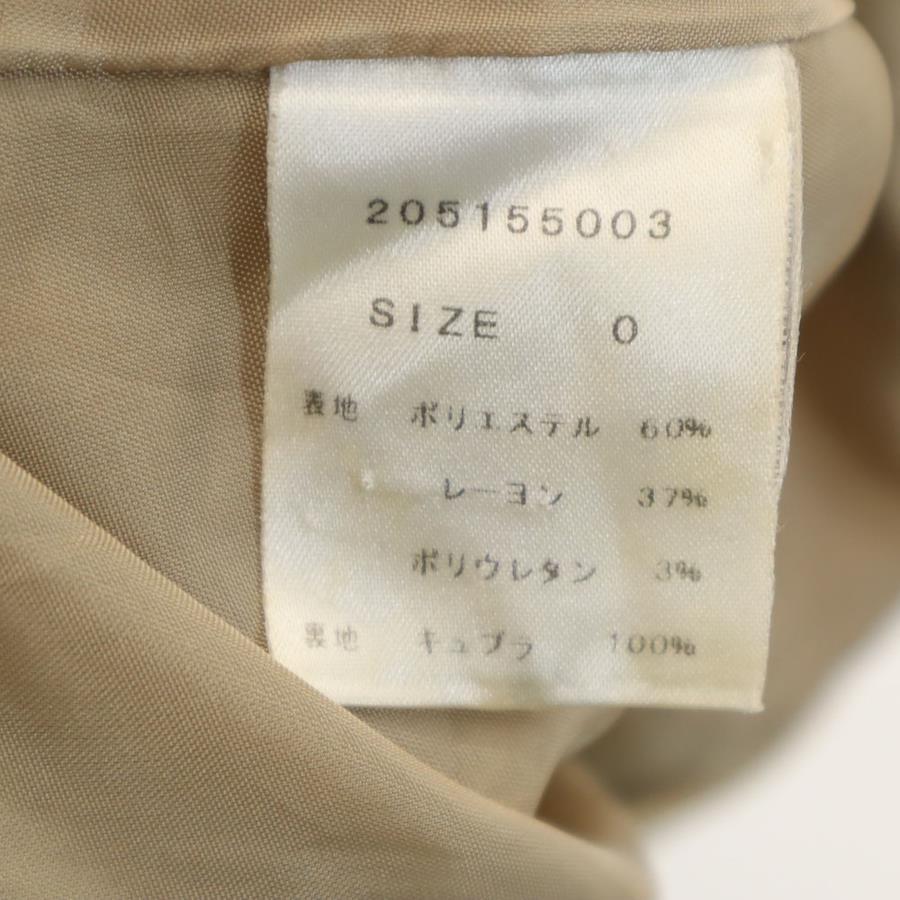 205155003
SIZE 0
表地 ポリエステル 60%
レーヨン 37%
ポリウレタン 3%
裏地 キュプラ 100%